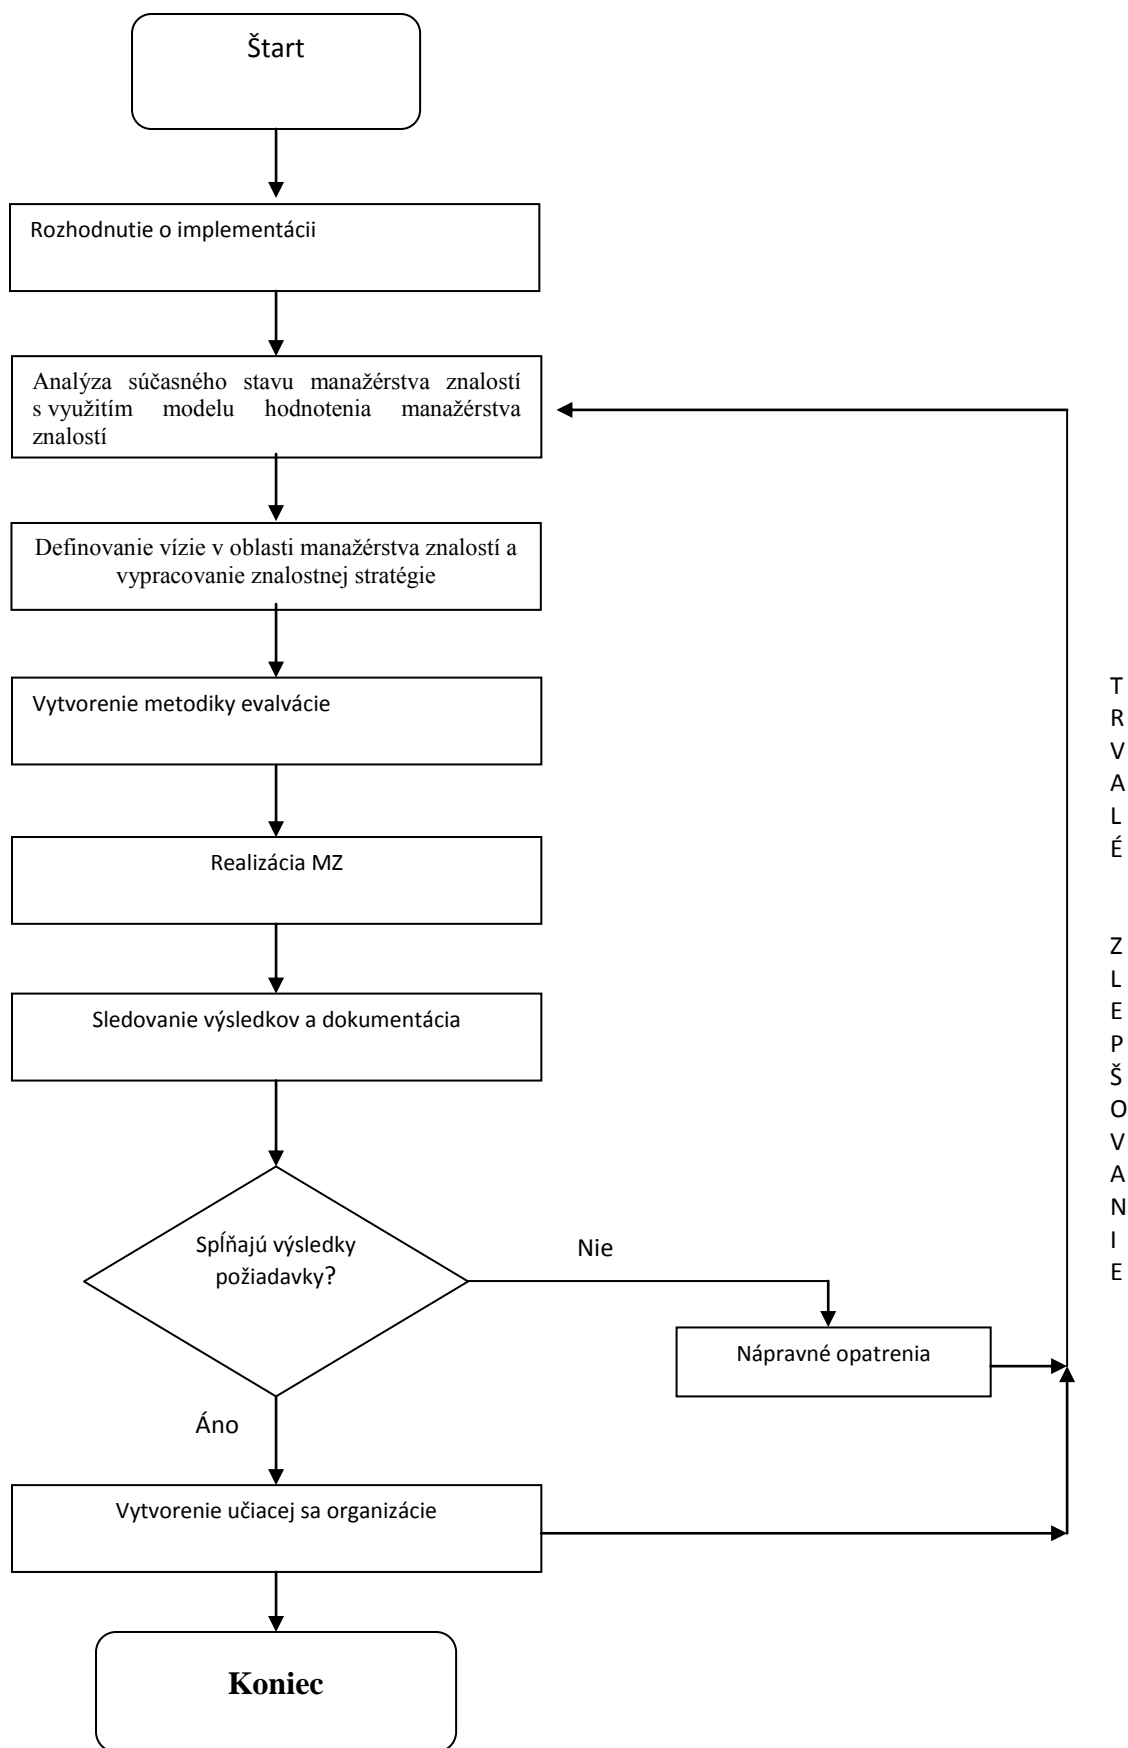 Štart
Rozhodnutie o implementácii
Analýza súčasného stavu manažérstva znalostí
s využitím modelu hodnotenia manažérstva
znalostí
Definovanie vízie v oblasti manažérstva znalostí a
vypracovanie znalostnej stratégie
Vytvorenie metodiky evalvácie
Realizácia MZ
Sledovanie výsledkov a dokumentácia
Spĺňajú výsledky
požiadavky?
Nie
Nápravné opatrenia
Áno
Vytvorenie učiacej sa organizácie
Koniec
T
R
V
A
L
É
Z
L
E
P
Š
O
V
A
N
I
E